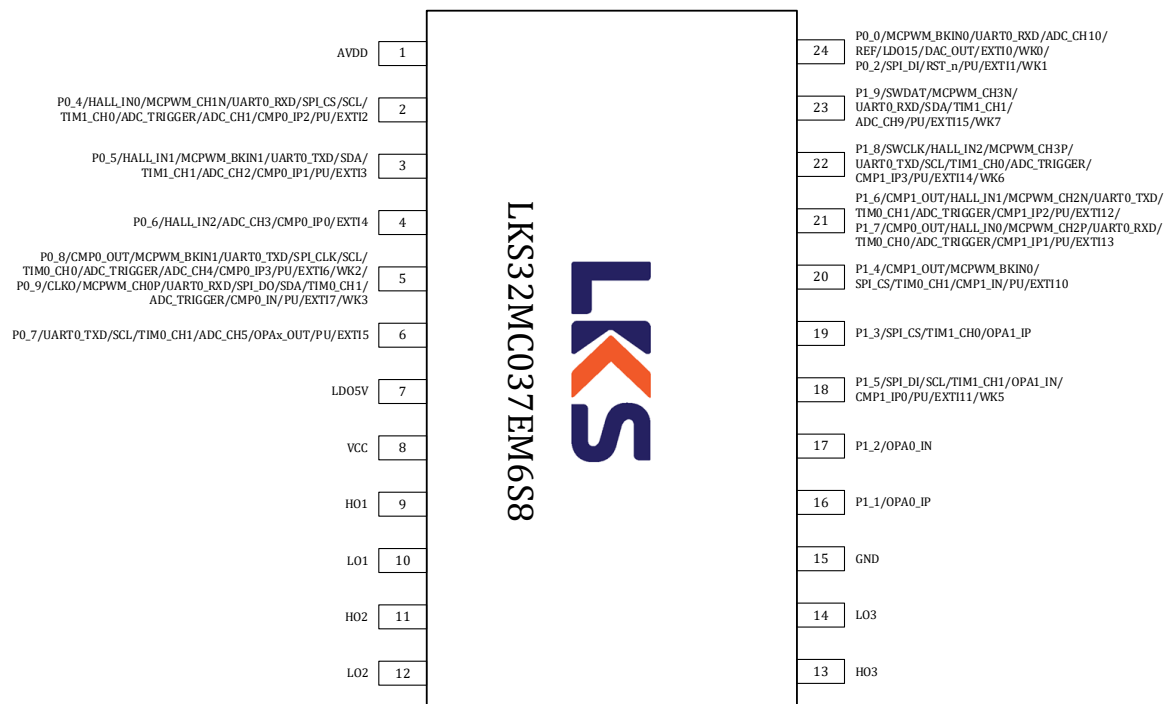 AVDD
1
P0_4/HALL_IN0/MCPWM_CH1N/UART0_RXD/SPI_CS/SCL/
TIM1_CH0/ADC_TRIGGER/ADC_CH1/CMP0_IP2/PU/EXTI2
2
P0_5/HALL_IN1/MCPWM_BKIN1/UART0_TXD/SDA/
TIM1_CH1/ADC_CH2/CMP0_IP1/PU/EXTI3
3
P0_6/HALL_IN2/ADC_CH3/CMP0_IP0/EXTI4
4
P0_8/CMP0_OUT/MCPWM_BKIN1/UART0_TXD/SPI_CLK/SCL/
TIM0_CH0/ADC_TRIGGER/ADC_CH4/CMP0_IP3/PU/EXTI6/WK2/
P0_9/CLKO/MCPWM_CH0P/UART0_RXD/SPI_DO/SDA/TIM0_CH1/
ADC_TRIGGER/CMP0_IN/PU/EXTI7/WK3
5
P0_7/UART0_TXD/SCL/TIM0_CH1/ADC_CH5/OPAx_OUT/PU/EXTI5
6
LDO5V
7
VCC
8
HO1
9
LO1
10
HO2
11
LO2
12
LKS32MC037EM6S8
LKS
24
P0_0/MCPWM_BKIN0/UART0_RXD/ADC_CH10/
REF/LDO15/DAC_OUT/EXTI0/WK0/
P0_2/SPI_DI/RST_n/PU/EXTI1/WK1
23
P1_9/SWDAT/MCPWM_CH3N/
UART0_RXD/SDA/TIM1_CH1/
ADC_CH9/PU/EXTI15/WK7
22
P1_8/SWCLK/HALL_IN2/MCPWM_CH3P/
UART0_TXD/SCL/TIM1_CH0/ADC_TRIGGER/
CMP1_IP3/PU/EXTI14/WK6
21
P1_6/CMP1_OUT/HALL_IN1/MCPWM_CH2N/UART0_TXD/
TIM0_CH1/ADC_TRIGGER/CMP1_IP2/PU/EXTI12/
P1_7/CMP0_OUT/HALL_IN0/MCPWM_CH2P/UART0_RXD/
TIM0_CH0/ADC_TRIGGER/CMP1_IP1/PU/EXTI13
20
P1_4/CMP1_OUT/MCPWM_BKIN0/
SPI_CS/TIM0_CH1/CMP1_IN/PU/EXTI10
19
P1_3/SPI_CS/TIM1_CH0/OPA1_IP
18
P1_5/SPI_DI/SCL/TIM1_CH1/OPA1_IN/
CMP1_IP0/PU/EXTI11/WK5
17
P1_2/OPA0_IN
16
P1_1/OPA0_IP
15
GND
14
LO3
13
HO3